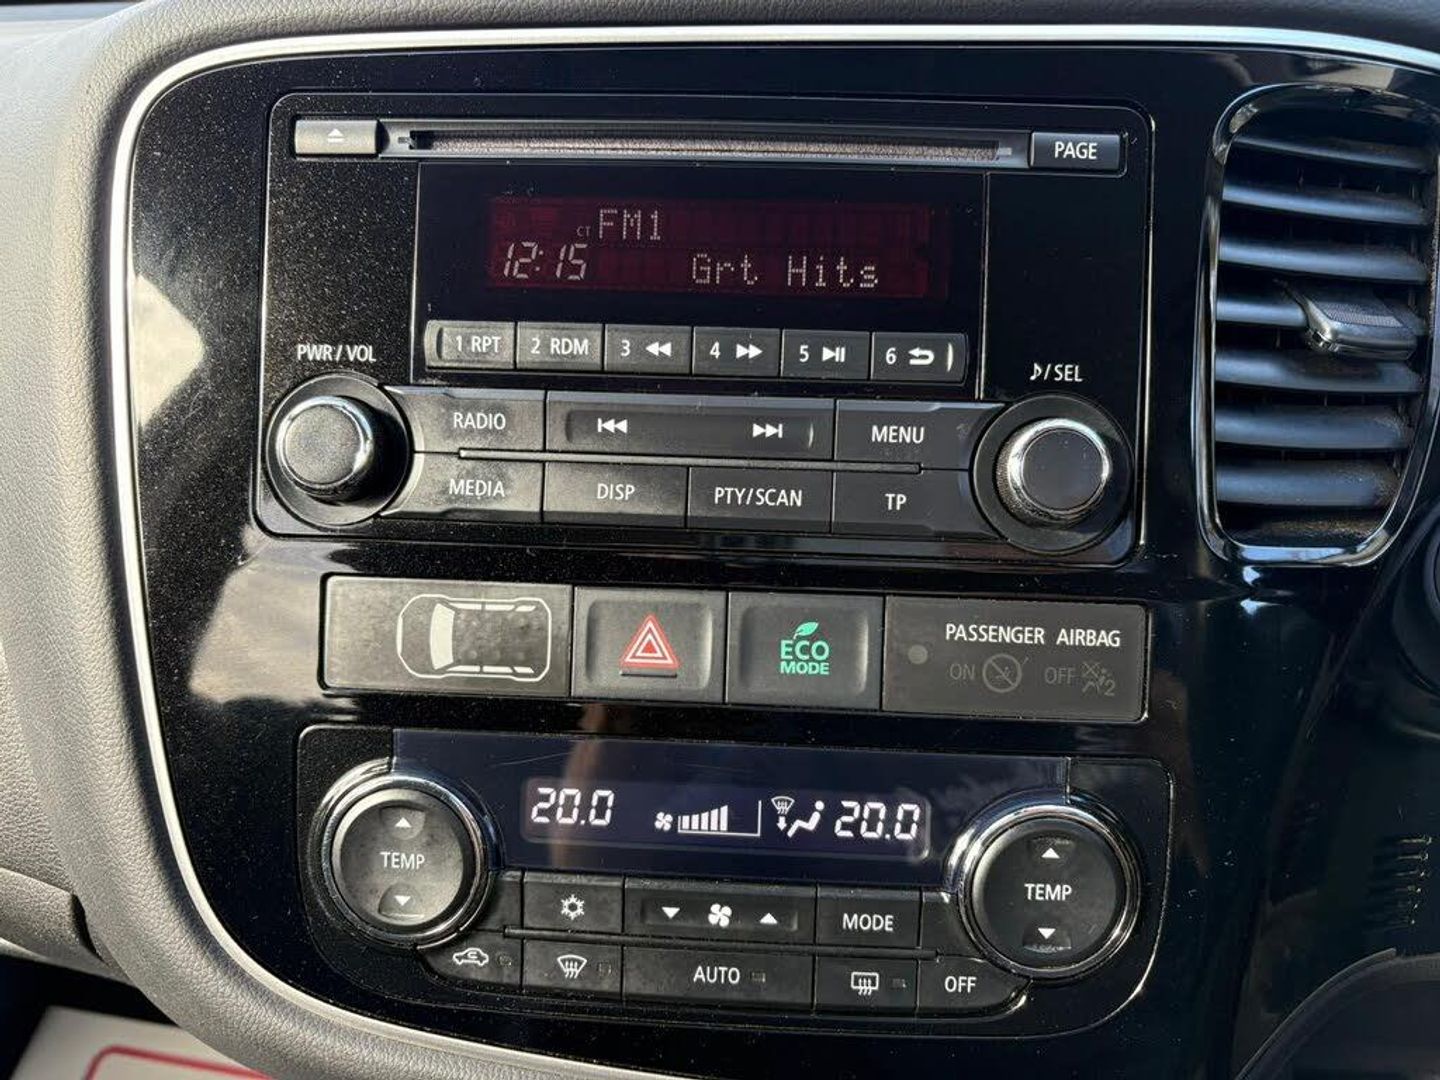 PAGE
CT FM1
12:15 Grt Hits
1 RPT 2 RDM 3 4 5 6
PWR/VOL
♪/SEL
RADIO
MENU
MEDIA DISP PTY/SCAN TP
ECO
MODE
PASSENGER AIRBAG
ON OFF 2
20.0 20.0
TEMP
TEMP
MODE
AUTO
OFF